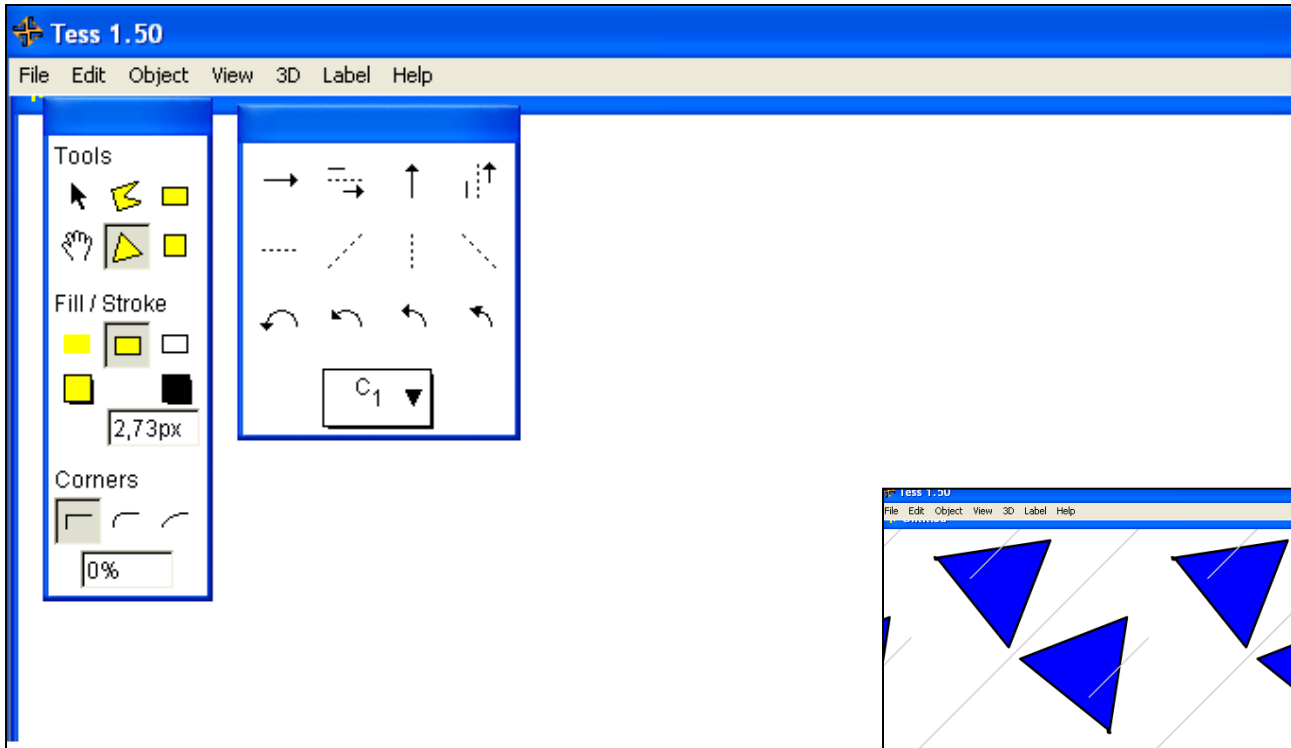 Tess 1.50
File Edit Object View 3D Label Help
Tools
Fill / Stroke
2,73px
Corners
0%
C1
Tess 1.50
File Edit Object View 3D Label Help